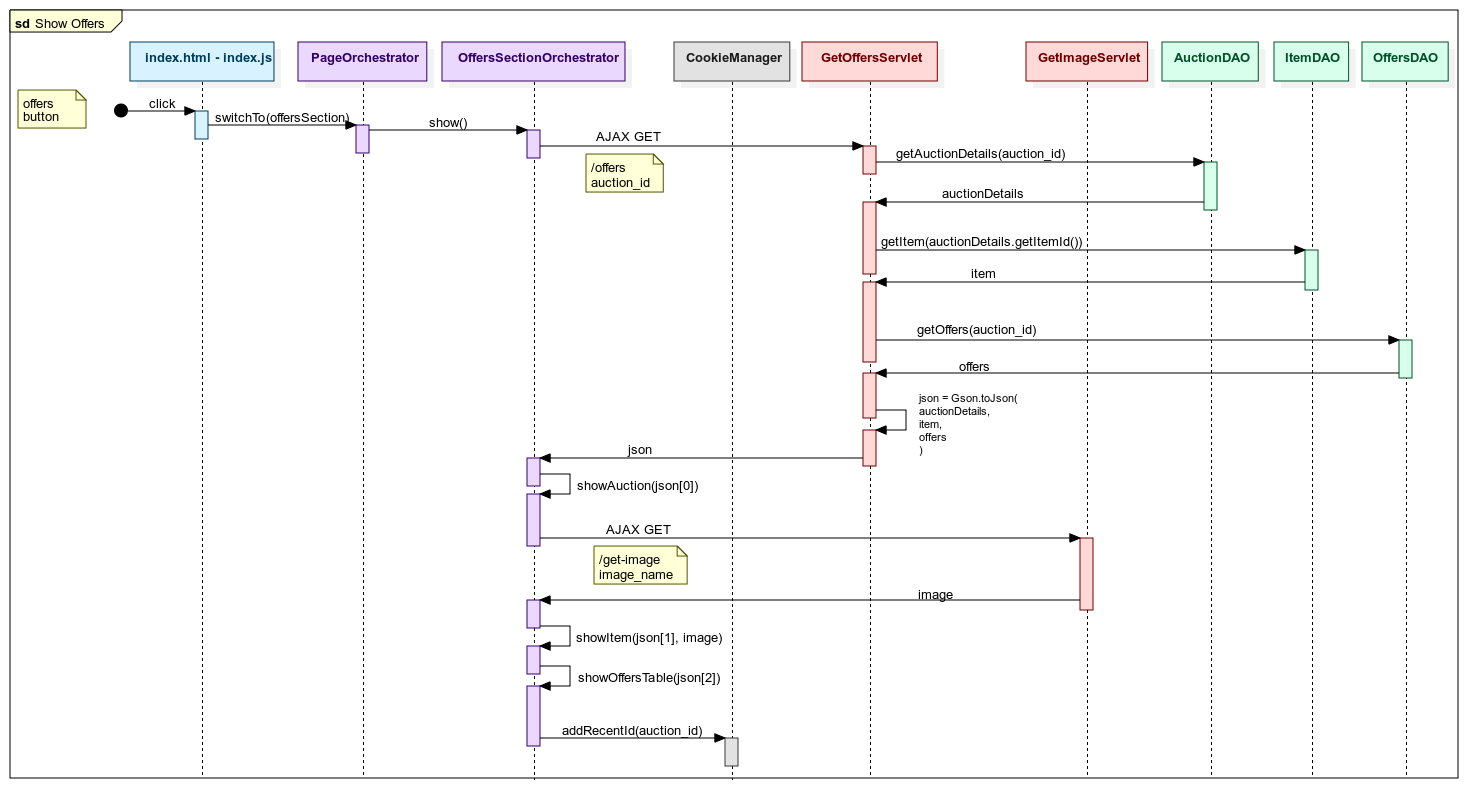 sd Show Offers
index.html - index.js
PageOrchestrator
OffersSectionOrchestrator
CookieManager
GetOffersServlet
GetImageServlet
AuctionDAO
ItemDAO
OffersDAO
offers
button
click
switchTo(offersSection)
show()
AJAX GET
/offers
auction_id
getAuctionDetails(auction_id)
auctionDetails
getItem(auctionDetails.getItemId())
item
getOffers(auction_id)
offers
json = Gson.toJson(
auctionDetails,
item,
offers
)
json
showAuction(json[0])
AJAX GET
/get-image
image_name
image
showItem(json[1], image)
showOffersTable(json[2])
addRecentId(auction_id)